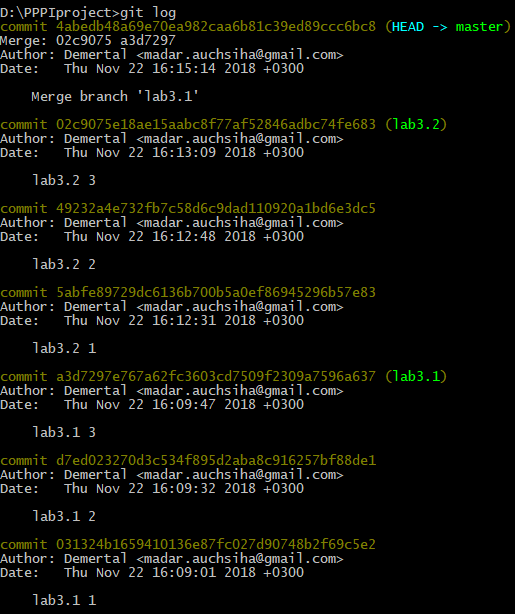 D:\PPPIproject>git log
commit 4abedb48a69e70ea982caa6b81c39ed89ccc6bc8 (HEAD -> master)
Merge: 02c9075 a3d7297
Author: Demertal <madar.auchsiha@gmail.com>
Date:   Thu Nov 22 16:15:14 2018 +0300
Merge branch 'lab3.1'
commit 02c9075e18ae15aabc8f77af52846adbc74fe683 (lab3.2)
Author: Demertal <madar.auchsiha@gmail.com>
Date:   Thu Nov 22 16:13:09 2018 +0300
lab3.2 3
commit 49232a4e732fb7c58d6c9dad110920a1bd6e3dc5
Author: Demertal <madar.auchsiha@gmail.com>
Date:   Thu Nov 22 16:12:48 2018 +0300
lab3.2 2
commit 5abfe89729dc6136b700b5a0ef86945296b57e83
Author: Demertal <madar.auchsiha@gmail.com>
Date:   Thu Nov 22 16:12:31 2018 +0300
lab3.2 1
commit a3d7297e767a62fc3603cd7509f2309a7596a637 (lab3.1)
Author: Demertal <madar.auchsiha@gmail.com>
Date:   Thu Nov 22 16:09:47 2018 +0300
lab3.1 3
commit d7ed023270d3c534f895d2aba8c916257bf88de1
Author: Demertal <madar.auchsiha@gmail.com>
Date:   Thu Nov 22 16:09:32 2018 +0300
lab3.1 2
commit 031324b1659410136e87fc027d90748b2f69c5e2
Author: Demertal <madar.auchsiha@gmail.com>
Date:   Thu Nov 22 16:09:01 2018 +0300
lab3.1 1